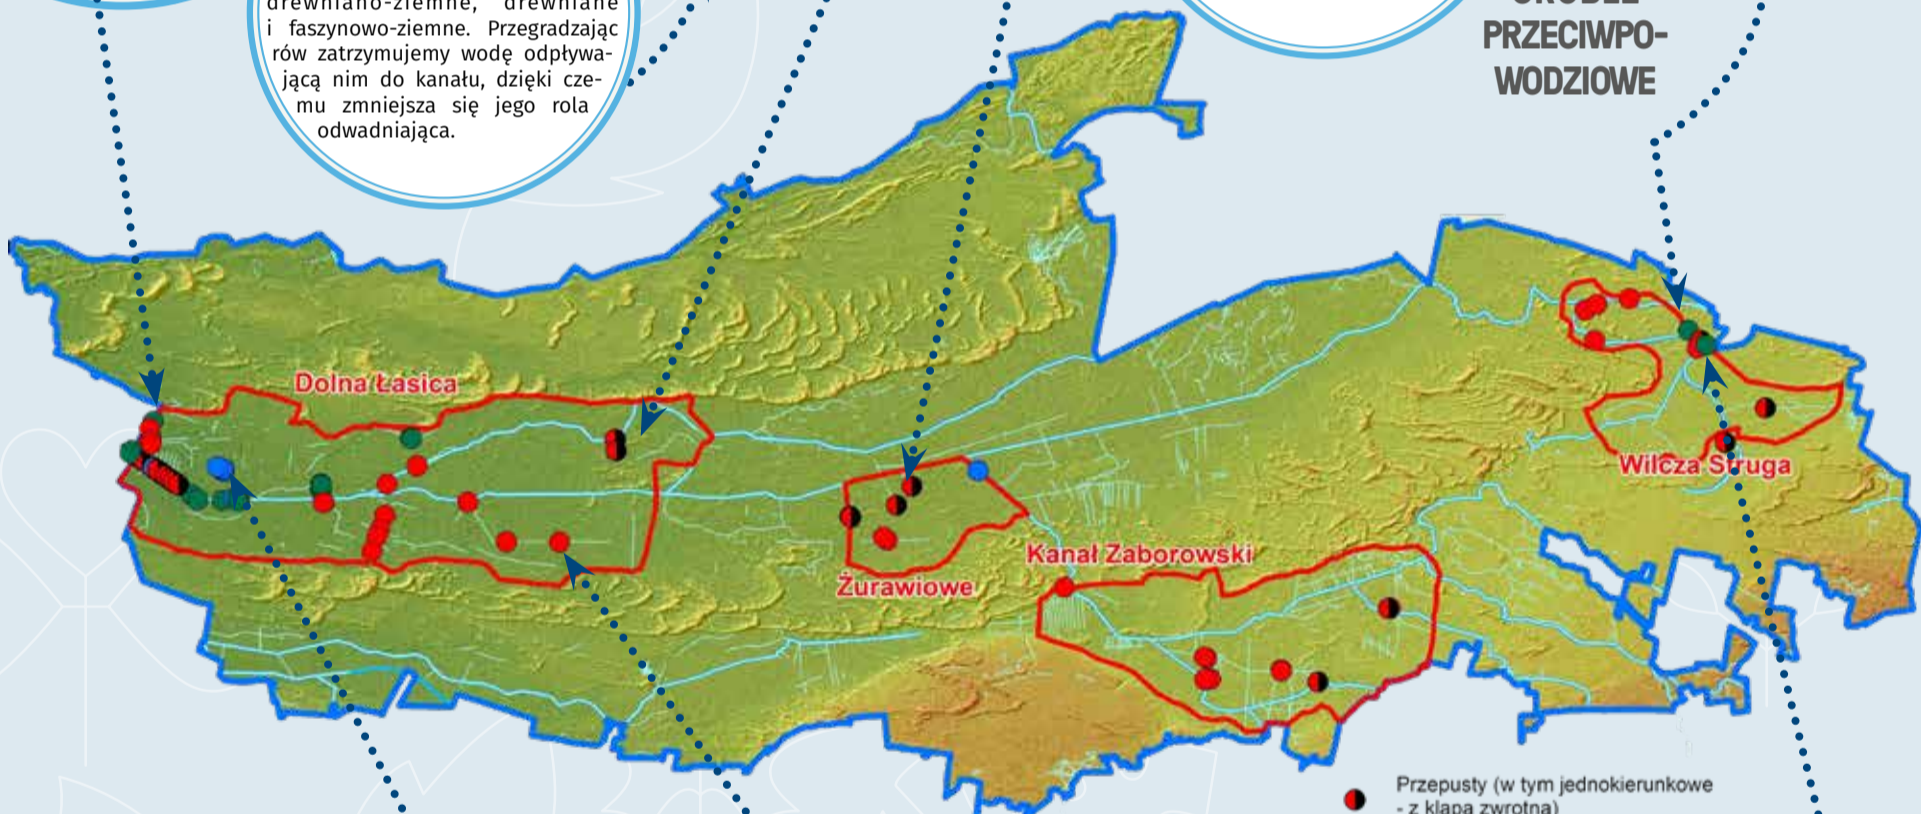 drewniano-ziemne, drewniane
i faszynowo-ziemne. Przegradzając
rów zatrzymujemy wodę odpływa-
jącą nim do kanału, dzięki cze-
mu zmniejsza się jego rola
odwadniająca.
PRZECIWPO-
WODZIOWE
Dolna Łasica
Wilcza Struga
Kanał Zaborowski
Żurawiowe
Przepusty (w tym jednokierunkowe
- z klapą zwrotną)